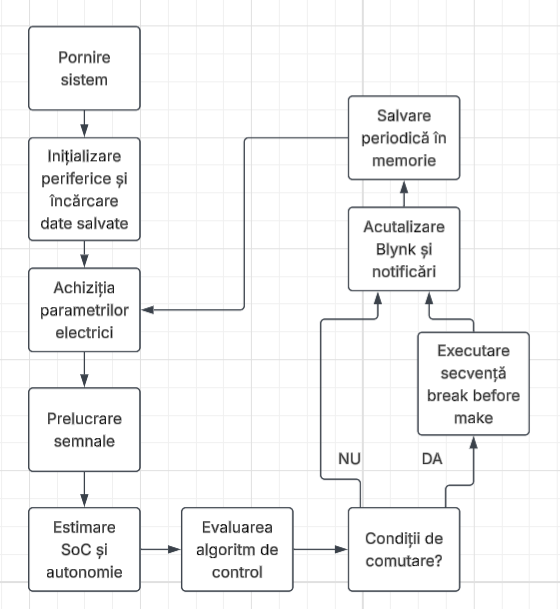 Pornire
sistem
Inițializare
periferice și
încărcare
date salvate
Achiziția
parametrilor
electrici
Prelucrare
semnale
Estimare
SoC și
autonomie
Evaluarea
algoritm de
control
Condiții de
comutare?
NU
DA
Executare
secvență
break before
make
Acutalizare
Blynk și
notificări
Salvare
periodică în
memorie